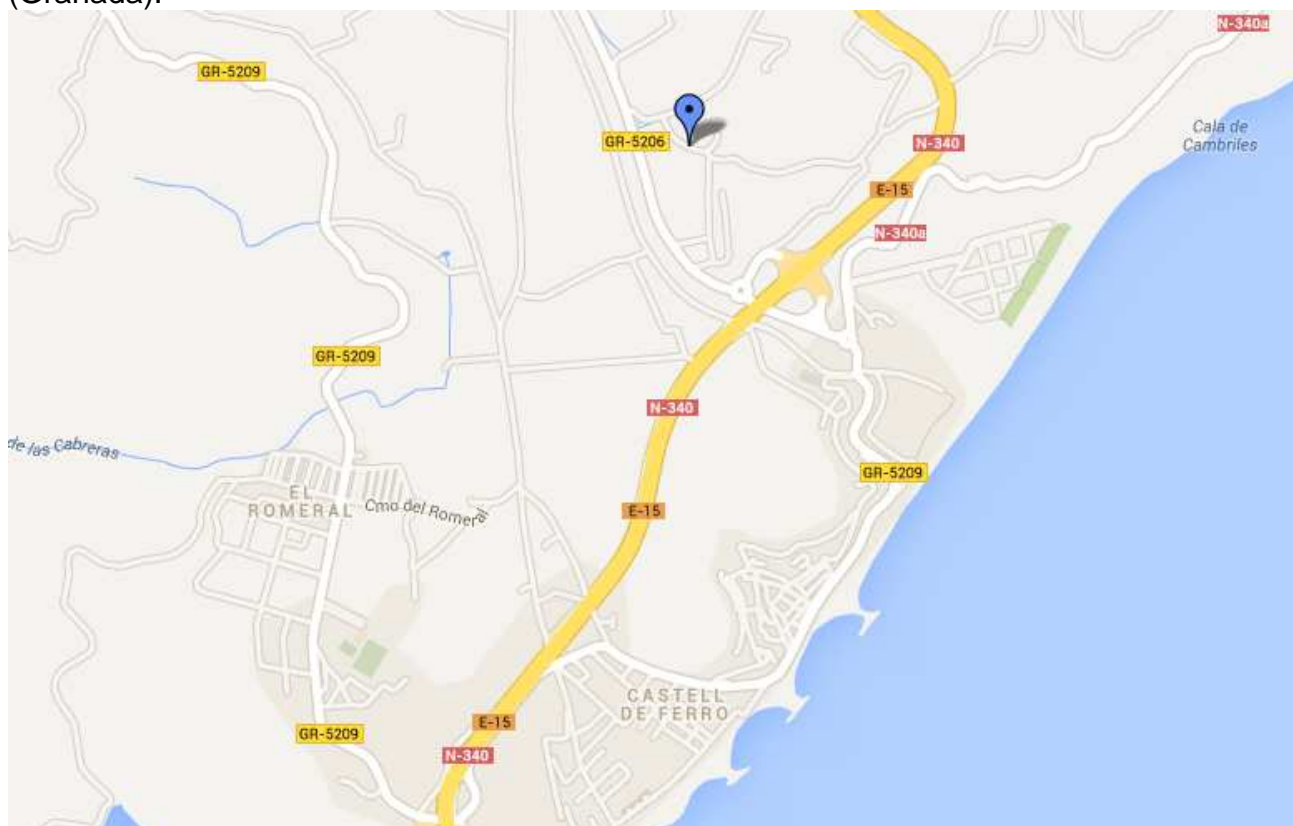 (Granada).
N-340a
GR-5209
Cala de
Cambriles
GR-5206
N-340
E-15
N-340a
GR-5209
N-340
de las Cabreras
GR-5209
EL
ROMERAL
Cmo del Romeral
E-15
CASTELL
DE FERRO
E-15
GR-5209
N-340